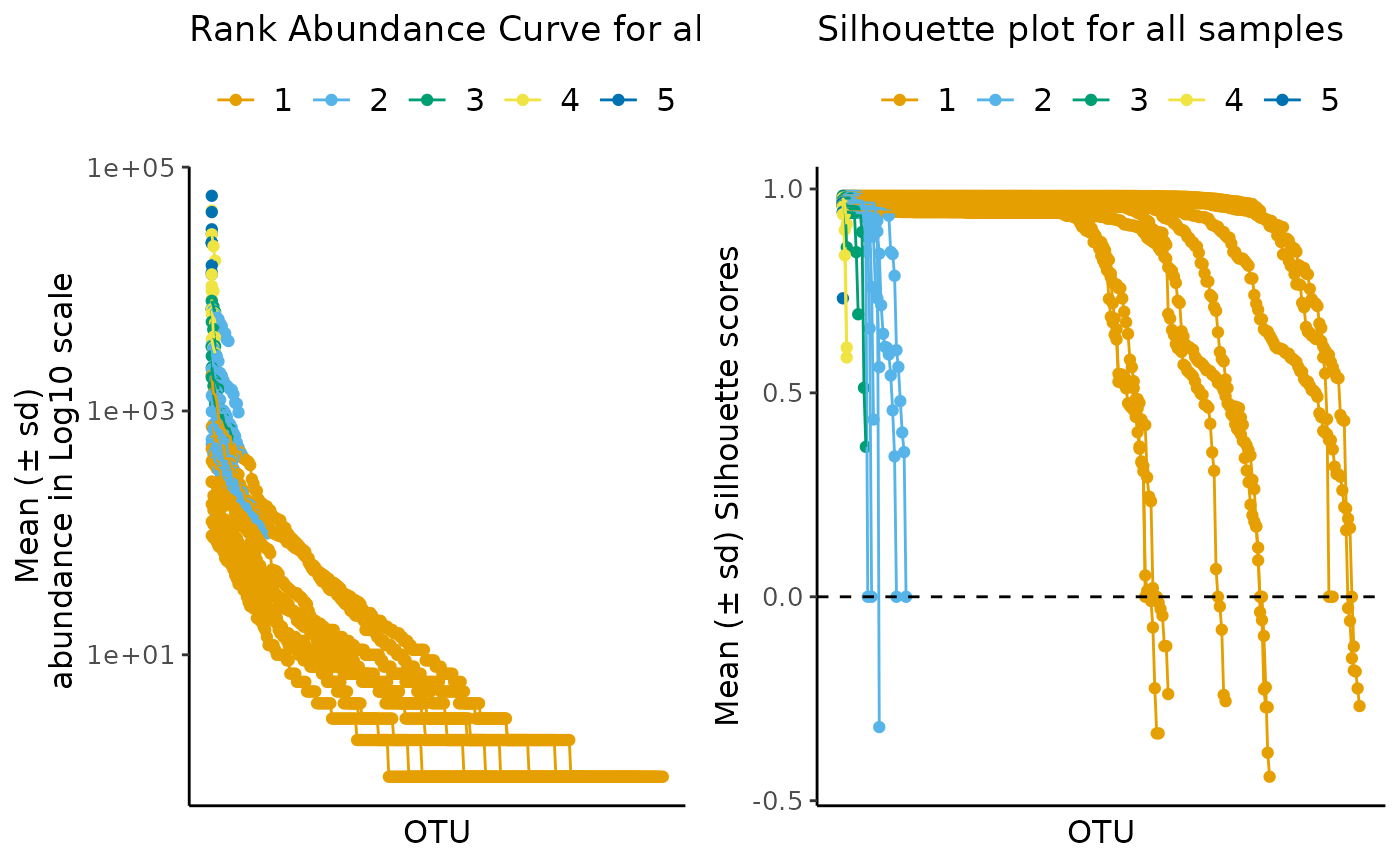 Rank Abundance Curve for al
1 2 3 4 5
1e+05
1e+03
1e+01
Mean (± sd)
abundance in Log10 scale
OTU
Silhouette plot for all samples
1 2 3 4 5
1.0
0.5
0.0
-0.5
Mean (± sd) Silhouette scores
OTU